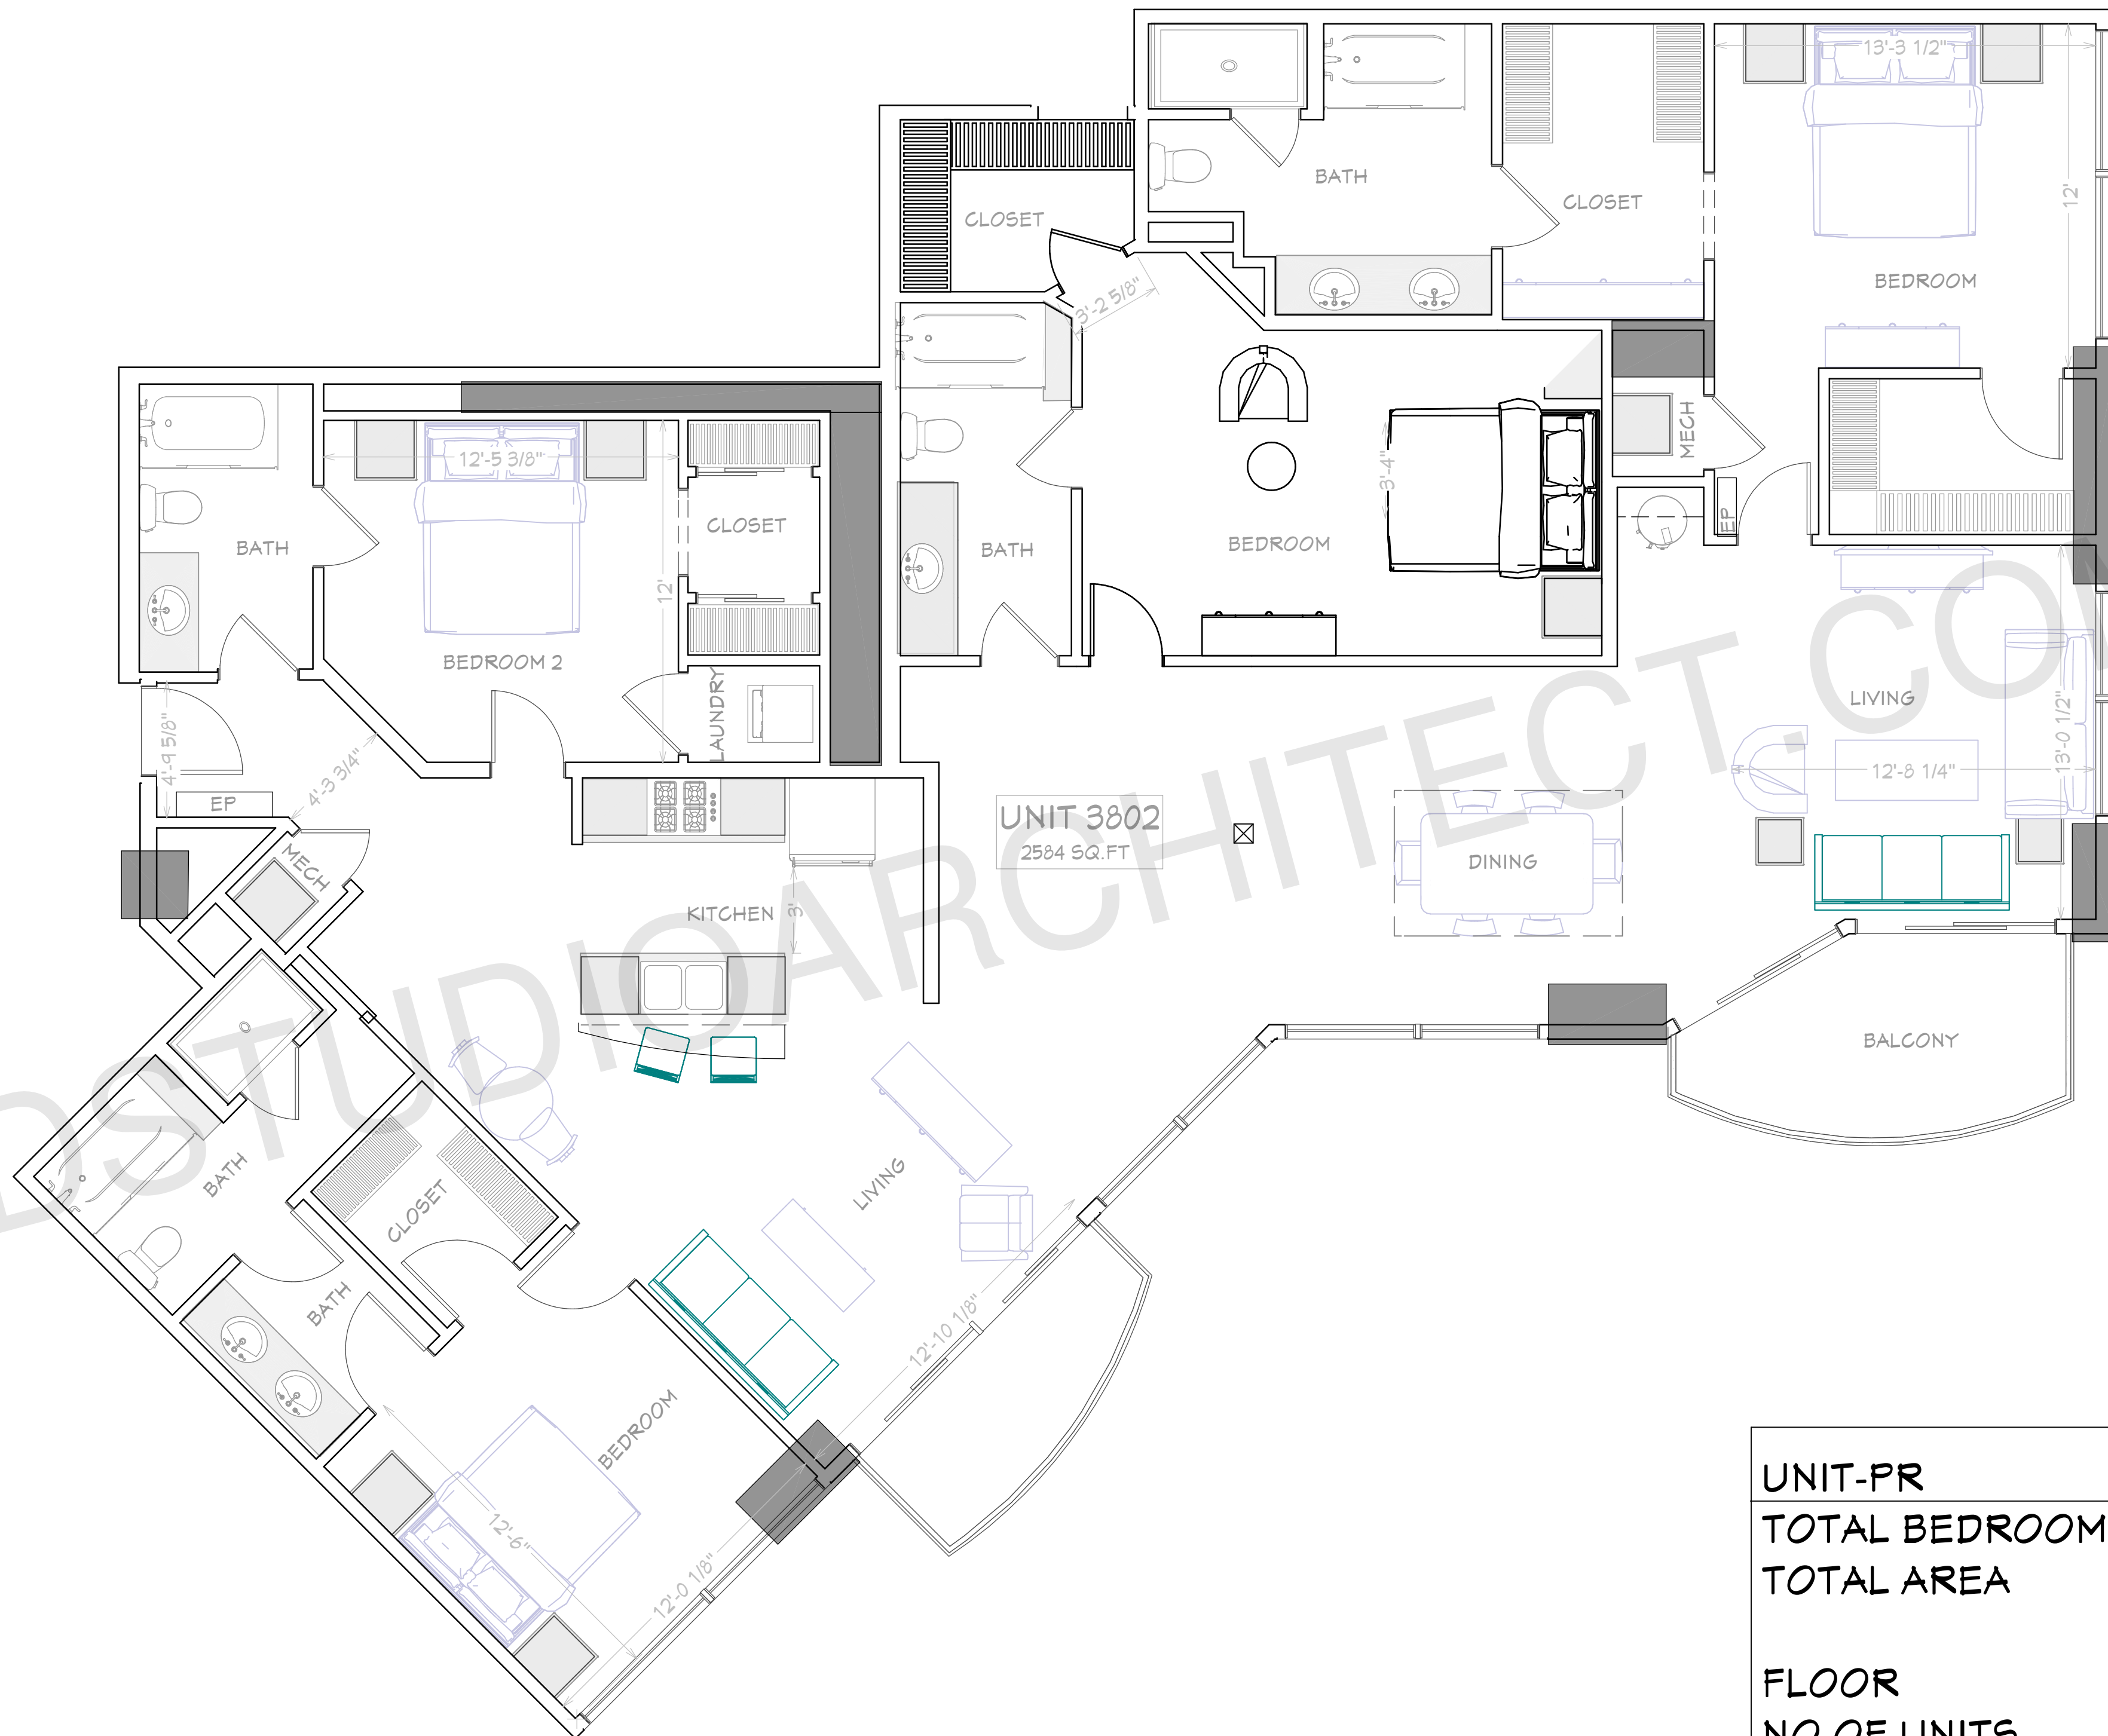 13'-3 1/2"
BATH
CLOSET
12'
CLOSET
BEDROOM
3'-2 5/8"
MECH
12'-5 3/8"
3'-4"
CLOSET
EP
BATH
BATH
BEDROOM
12'
BEDROOM 2
LAUNDRY
LIVING
4'-9 5/8"
13'-0 1/2"
4'-3 3/4"
12'-8 1/4"
EP
UNIT 3802
2584 SQ.FT
MECH
DINING
KITCHEN
3'
DSTUDIOARCHITECT.CO
BALCONY
BATH
LIVING
CLOSET
BATH
12'-10 1/8"
BEDROOM
12'-6"
12'-0 1/8"
UNIT-PR
TOTAL BEDROOM
TOTAL AREA
FLOOR
NO OF UNITS